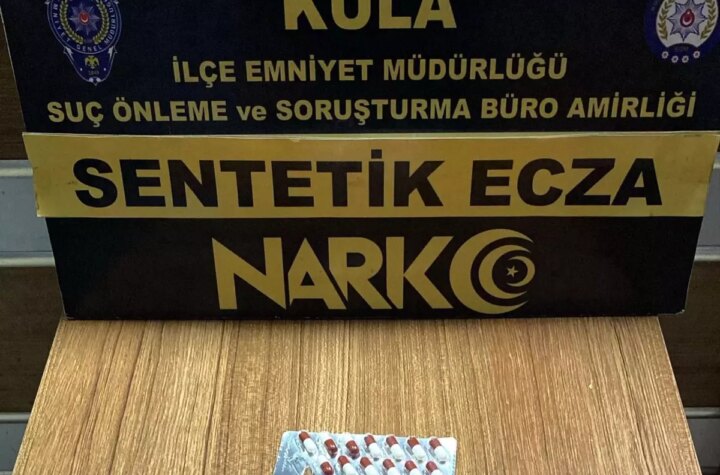 KULA
İLÇE EMNİYET MÜDÜRLÜĞÜ
SUÇ ÖNLEME ve SORUŞTURMA BÜRO AMİRLİĞİ
SENTETİK ECZA
NARKO